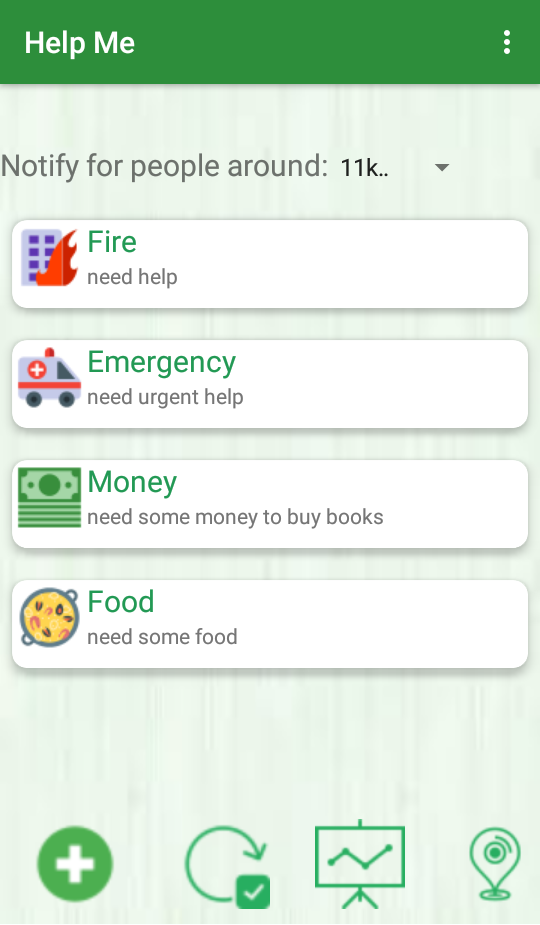 Help Me
Notify for people around: 11k..
Fire
need help
Emergency
need urgent help
Money
need some money to buy books
Food
need some food